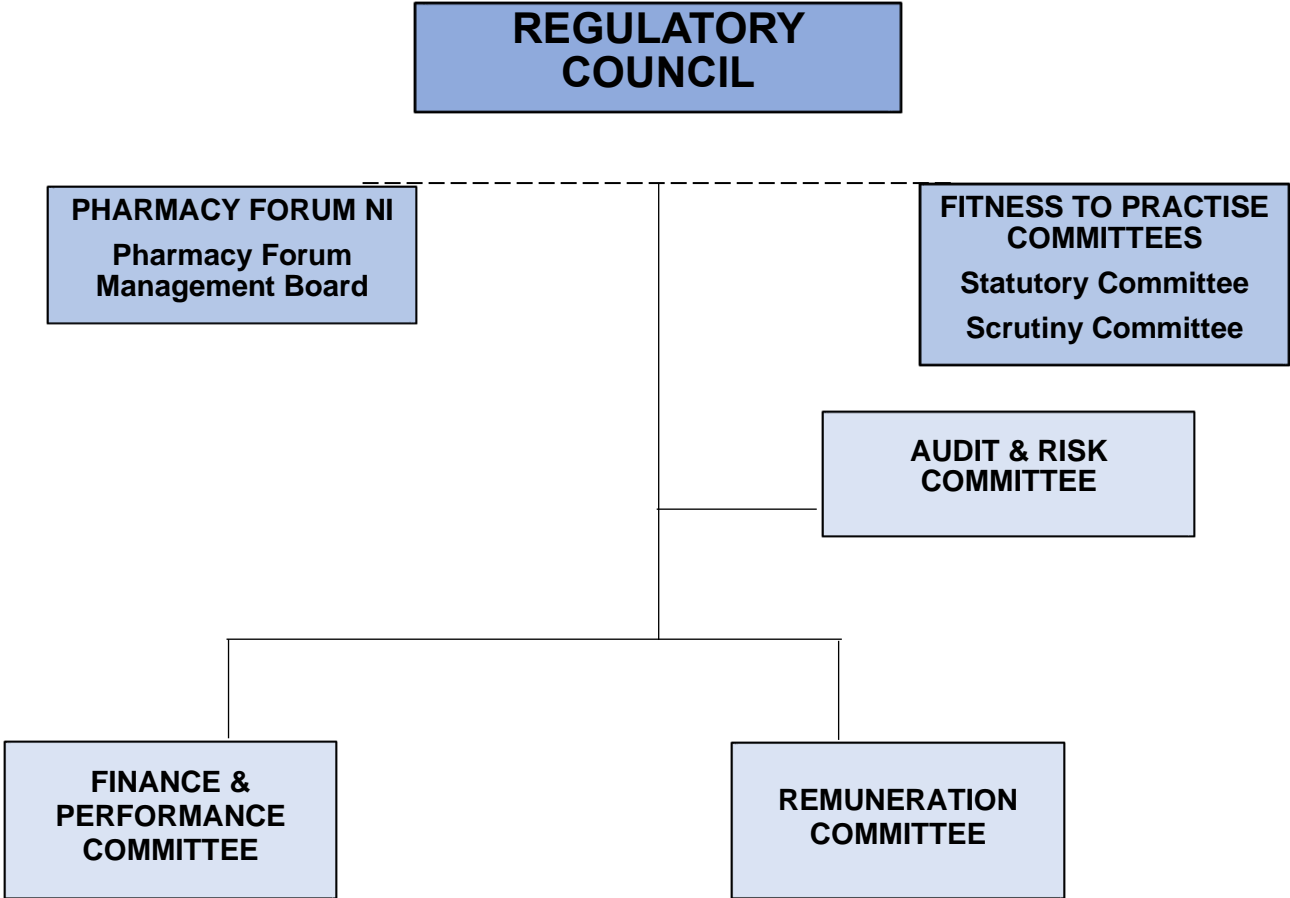 REGULATORY
COUNCIL
PHARMACY FORUM NI
Pharmacy Forum
Management Board
FITNESS TO PRACTISE
COMMITTEES
Statutory Committee
Scrutiny Committee
AUDIT & RISK
COMMITTEE
FINANCE &
PERFORMANCE
COMMITTEE
REMUNERATION
COMMITTEE